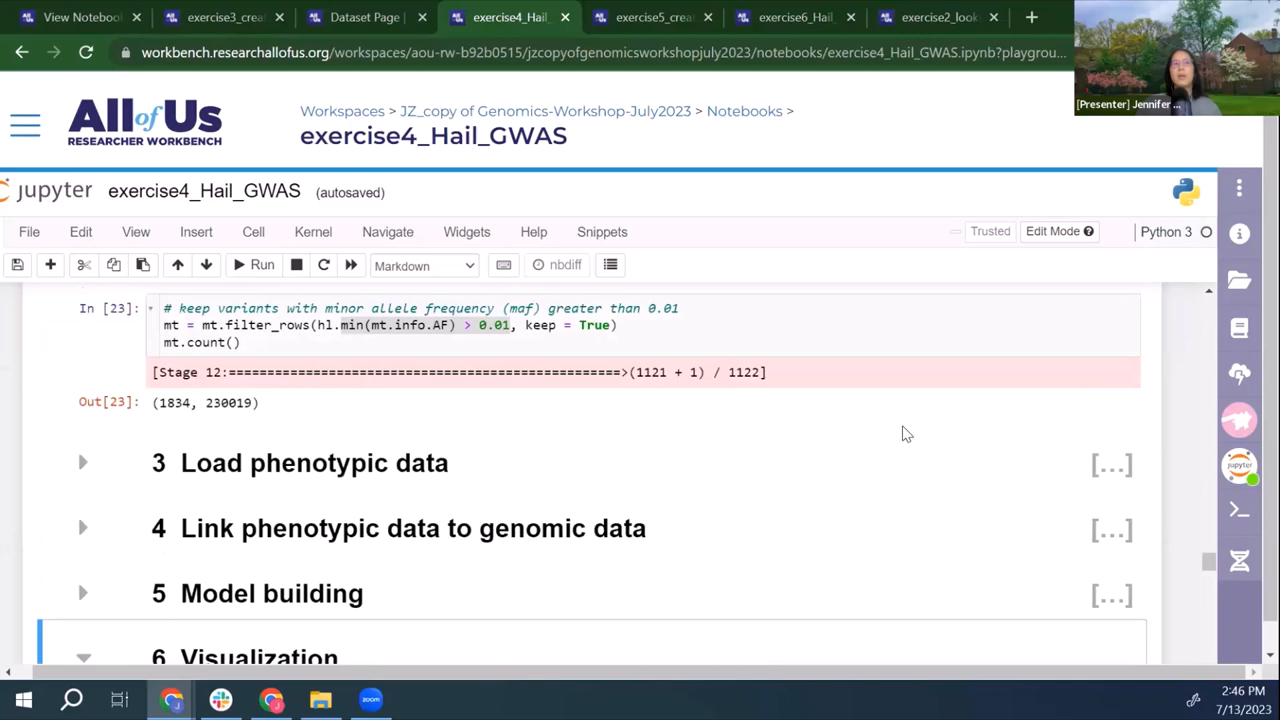 View Notebook
exercise3_crea
Dataset Page |
exercise4_Hail_
exercise5_crea
exercise6_Hail_
exercise2_look
workbench.researchallofus.org/workspaces/aou-rw-b92b0515/jzcopyofgenomicsworkshopjuly2023/notebooks/exercise4_Hail_GWAS.ipynb?playgrou...
[Presenter] Jennifer ...
All of Us
RESEARCHER WORKBENCH
Workspaces > JZ_copy of Genomics-Workshop-July2023 > Notebooks >
exercise4_Hail_GWAS
jupyter exercise4_Hail_GWAS (autosaved)
File Edit View Insert Cell Kernel Navigate Widgets Help Snippets Trusted Edit Mode Python 3
Run Markdown nbdiff
In [23]: # keep variants with minor allele frequency (maf) greater than 0.01
mt = mt.filter_rows(hl.min(mt.info.AF) > 0.01, keep = True)
mt.count()
[Stage 12:===================================================>(1121 + 1) / 1122]
Out[23]: (1834, 230019)
3 Load phenotypic data [...]
4 Link phenotypic data to genomic data [...]
5 Model building [...]
6 Visualization
jupyter
zoom
2:46 PM
7/13/2023